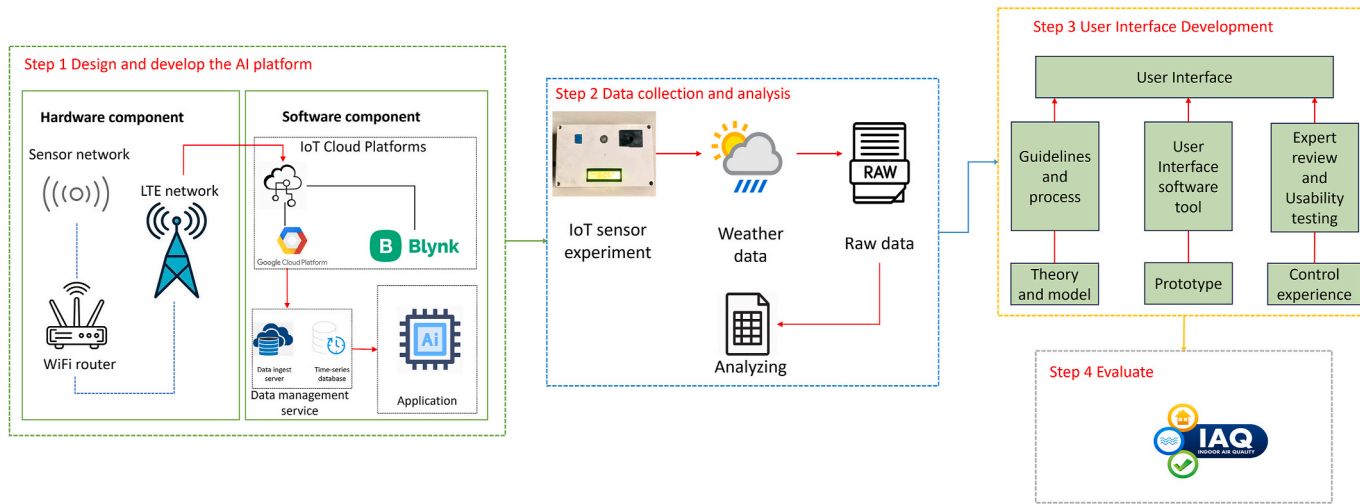 Step 1 Design and develop the AI platform
Hardware component
Sensor network
LTE network
WiFi router
Software component
IoT Cloud Platforms
Google Cloud Platform
B Blynk
Data ingest
server
Time-series
database
Data management
service
Ai
Application
Step 2 Data collection and analysis
IoT sensor
experiment
Weather
data
RAW
Raw data
Analyzing
Step 3 User Interface Development
User Interface
Guidelines
and
process
User
Interface
software
tool
Expert
review
and
Usability
testing
Theory
and model
Prototype
Control
experience
Step 4 Evaluate
IAQ
INDOOR AIR QUALITY